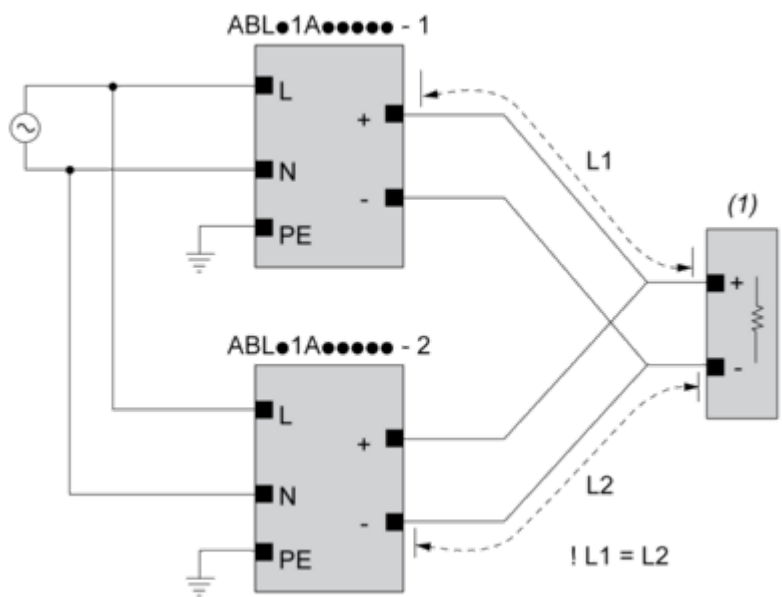 ABL●1A●●●●● - 1
L
+
N
-
PE
L1
(1)
+
-
ABL●1A●●●●● - 2
L
+
N
-
PE
L2
! L1 = L2